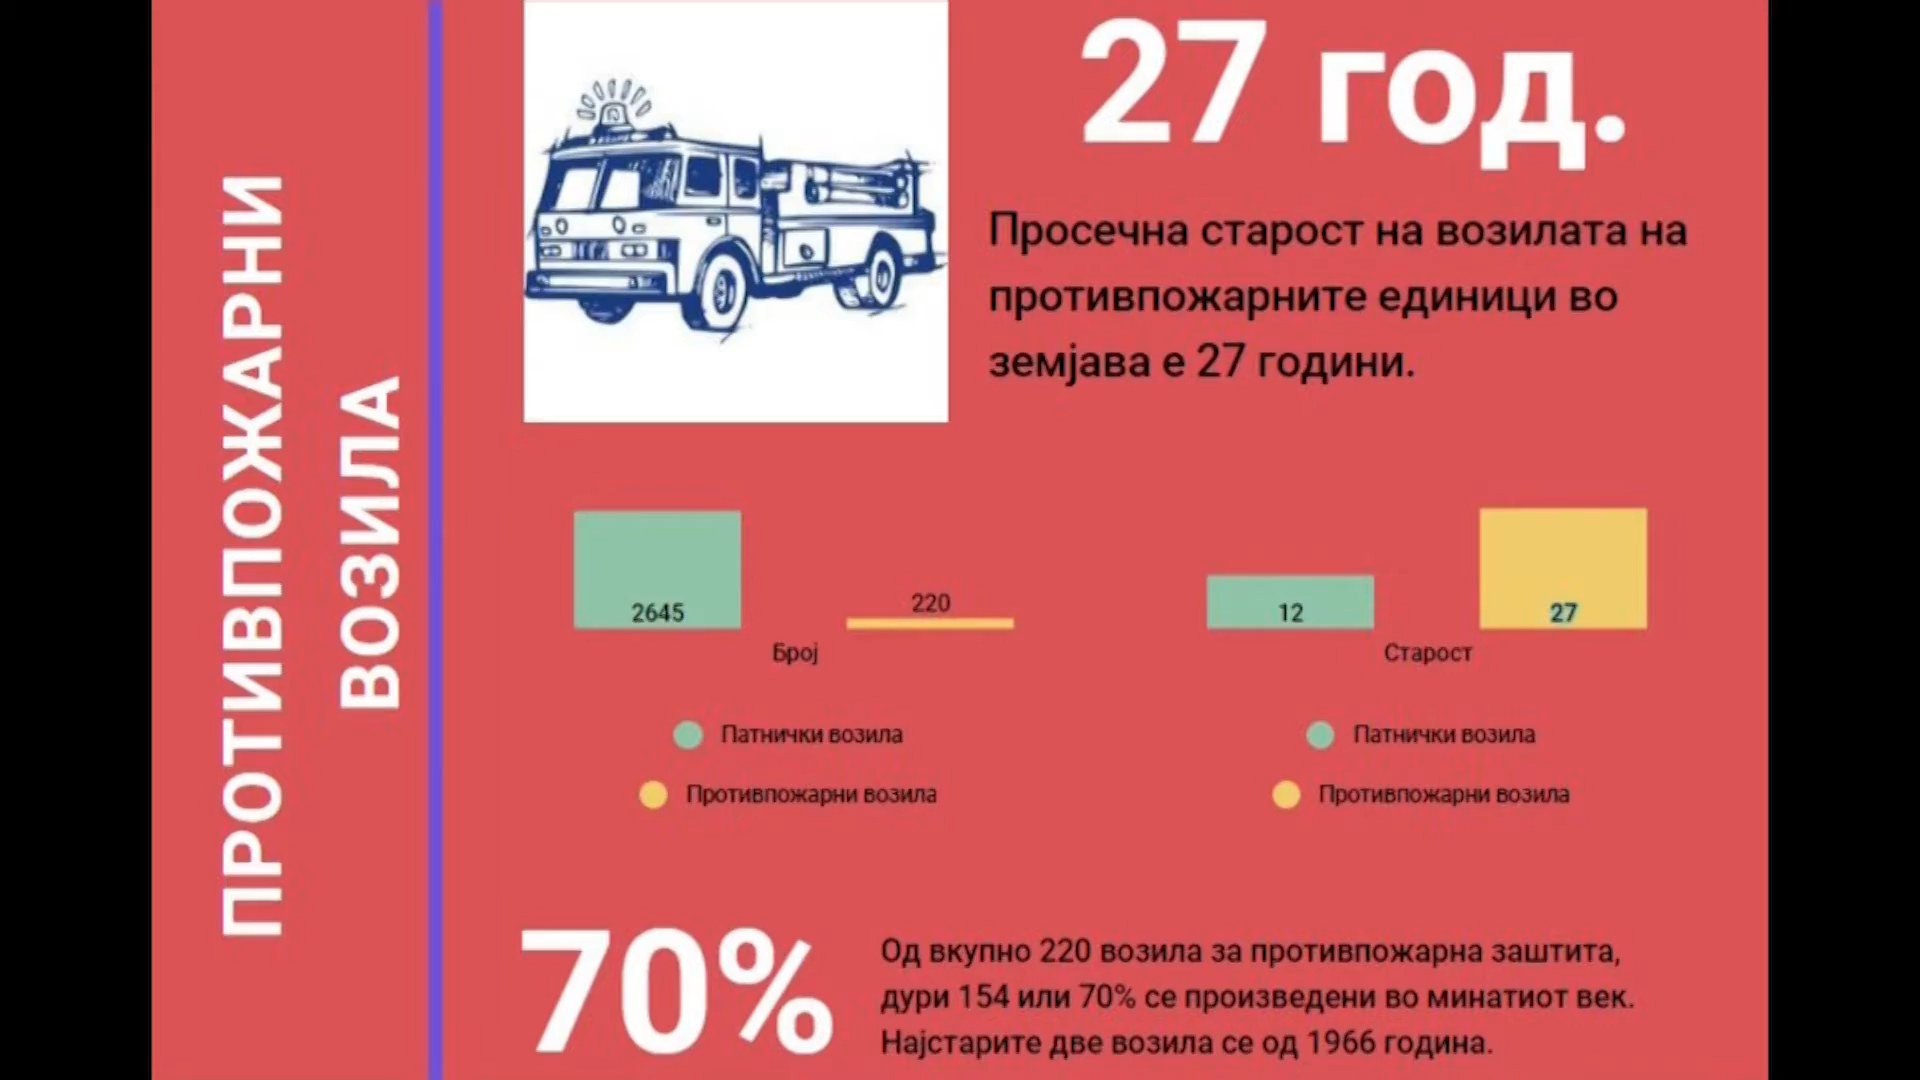 ПРОТИВПОЖАРНИ
ВОЗИЛА
27 год.
Просечна старост на возилата на
противпожарните единици во
земјава е 27 години.
2645
220
Број
Патнички возила
Противпожарни возила
12
27
Старост
Патнички возила
Противпожарни возила
70%
Од вкупно 220 возила за противпожарна заштита,
дури 154 или 70% се произведени во минатиот век.
Најстарите две возила се од 1966 година.